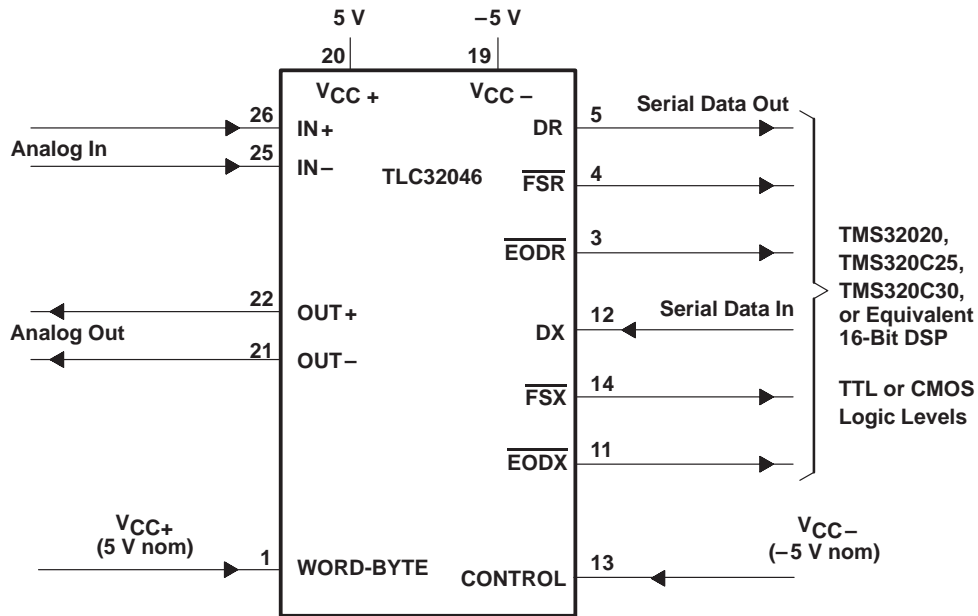 5 V
−5 V
20
19
VCC +
VCC −
26
IN+
Analog In
25
IN−
TLC32046
DR
5
Serial Data Out
FSR
4
EODR
3
22
OUT+
Analog Out
21
OUT−
DX
12
Serial Data In
FSX
14
EODX
11
TMS32020,
TMS320C25,
TMS320C30,
or Equivalent
16-Bit DSP
TTL or CMOS
Logic Levels
VCC+
(5 V nom)
1
WORD-BYTE
CONTROL
13
VCC−
(−5 V nom)